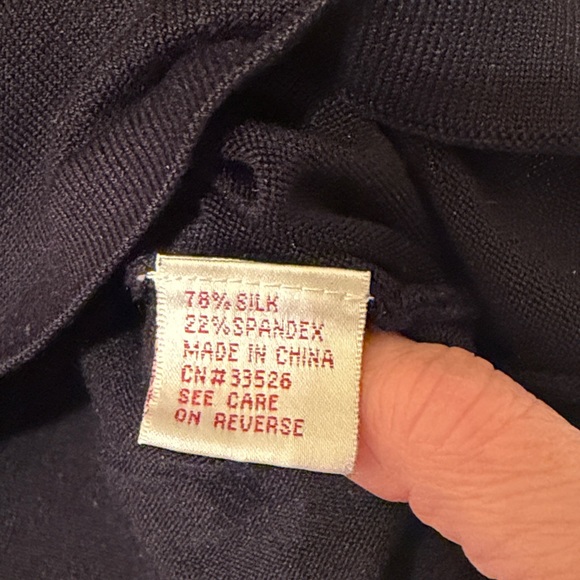 78% SILK
22% SPANDEX
MADE IN CHINA
CN#33526
SEE CARE
ON REVERSE